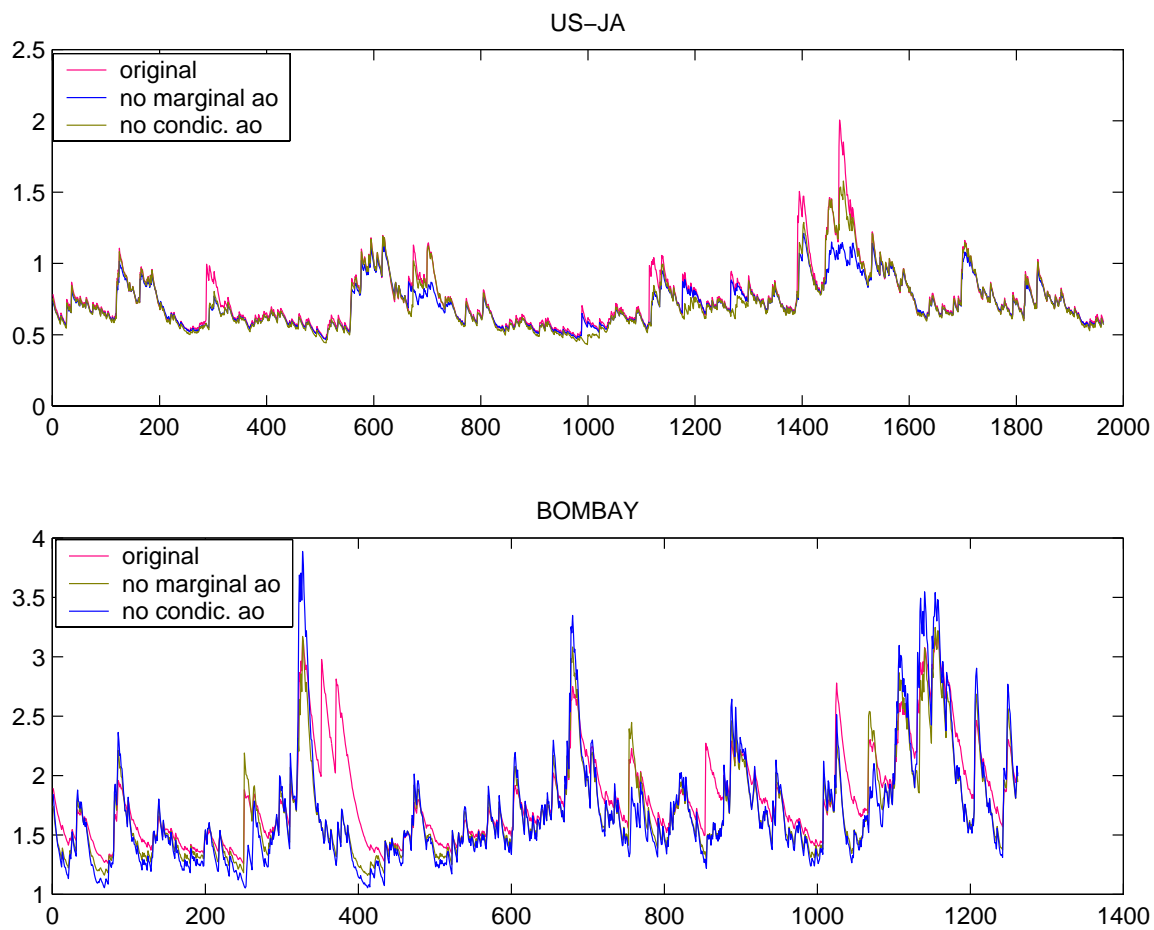 US-JA
2.5
original
no marginal ao
no condic. ao
2
1.5
1
0.5
0
0 200 400 600 800 1000 1200 1400 1600 1800 2000
BOMBAY
4
original
no marginal ao
no condic. ao
3.5
3
2.5
2
1.5
1
0 200 400 600 800 1000 1200 1400